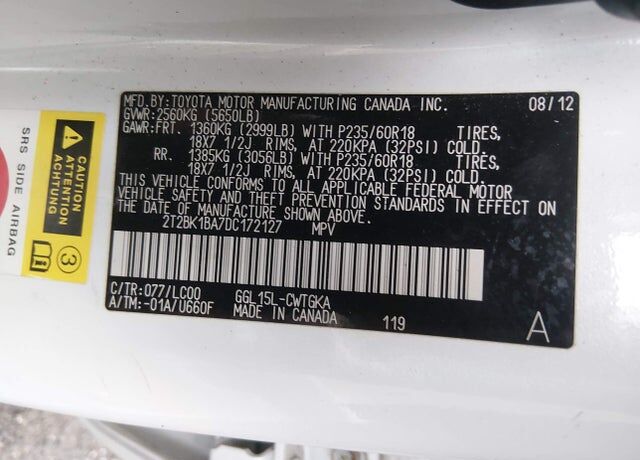 MFD.BY:TOYOTA MOTOR MANUFACTURING CANADA INC. 08/12
GVWR:2560KG (5650LB)
GAWR:FRT. 1360KG (2999LB) WITH P235/60R18 TIRES,
18X7 1/2J RIMS, AT 220KPA (32PSI) COLD.
RR. 1385KG (3056LB) WITH P235/60R18 TIRES,
18X7 1/2J RIMS, AT 220KPA (32PSI) COLD.
THIS VEHICLE CONFORMS TO ALL APPLICABLE FEDERAL MOTOR
VEHICLE SAFETY AND THEFT PREVENTION STANDARDS IN EFFECT ON
THE DATE OF MANUFACTURE SHOWN ABOVE.
2T2BK1BA7DC172127 MPV
C/TR:077/LC00 GGL15L-CWTGKA
A/TM:-01A/U660F MADE IN CANADA 119 A
SRS SIDE AIRBAG
CAUTION
ATTENTION
ACHTUNG
3